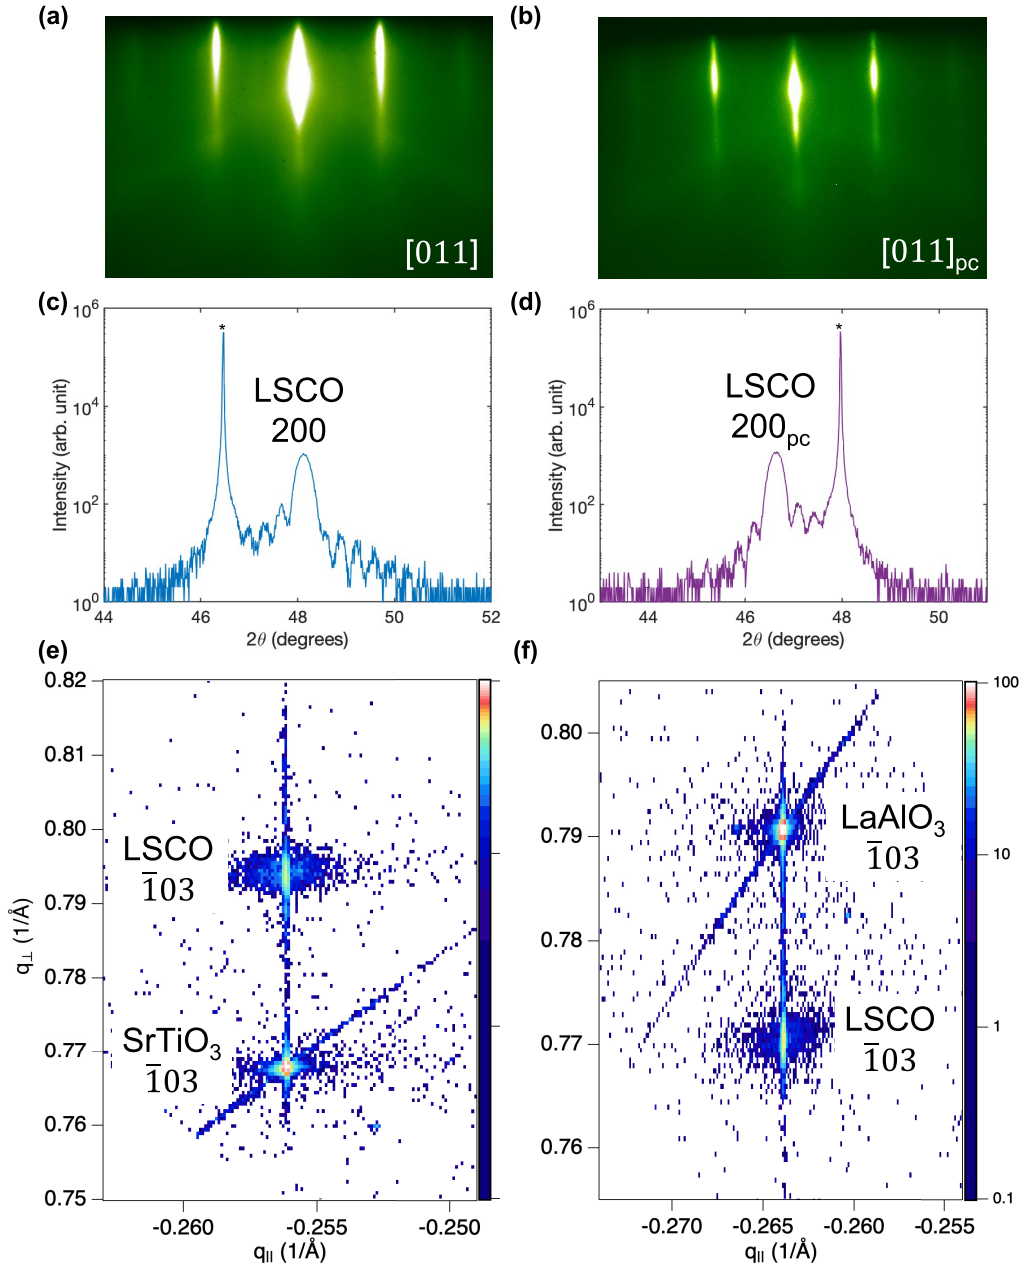 (a)
[011]
(b)
[011]pc
(c)
10⁶
10⁴
10²
10⁰
Intensity (arb. unit)
*
LSCO
200
44
46
48
50
52
2θ (degrees)
(d)
10⁶
10⁴
10²
10⁰
Intensity (arb. unit)
*
LSCO
200pc
44
46
48
50
2θ (degrees)
(e)
0.82
0.81
0.80
0.79
0.78
0.77
0.76
0.75
q⊥ (1/Å)
LSCO
1̅03
SrTiO₃
1̅03
-0.260
-0.255
-0.250
q|| (1/Å)
(f)
0.80
0.79
0.78
0.77
0.76
LaAlO₃
1̅03
LSCO
1̅03
100
10
1
0.1
-0.270
-0.265
-0.260
-0.255
q|| (1/Å)